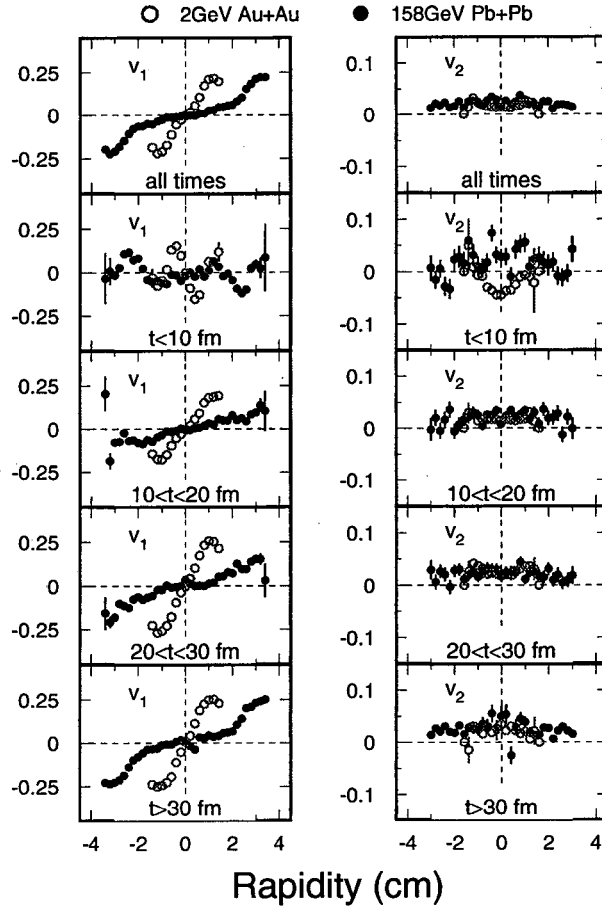 2GeV Au+Au 158GeV Pb+Pb
0.25 v1 0.1 v2
0 0
-0.25 -0.1
all times all times
0.25 v1 0.1 v2
0 0
-0.25 -0.1
t<10 fm t<10 fm
0.25 v1 0.1 v2
0 0
-0.25 -0.1
10<t<20 fm 10<t<20 fm
0.25 v1 0.1 v2
0 0
-0.25 -0.1
20<t<30 fm 20<t<30 fm
0.25 v1 0.1 v2
0 0
-0.25 -0.1
t>30 fm t>30 fm
-4 -2 0 2 4 -4 -2 0 2 4
Rapidity (cm)